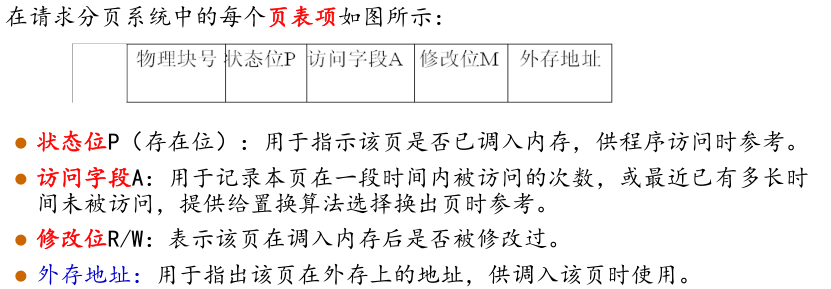 在请求分页系统中的每个页表项如图所示：
物理块号 状态位P 访问字段A 修改位M 外存地址
状态位P（存在位）：用于指示该页是否已调入内存，供程序访问时参考。
访问字段A：用于记录本页在一段时间内被访问的次数，或最近已有多长时
间未被访问，提供给置换算法选择换出页时参考。
修改位R/W：表示该页在调入内存后是否被修改过。
外存地址：用于指出该页在外存上的地址，供调入该页时使用。